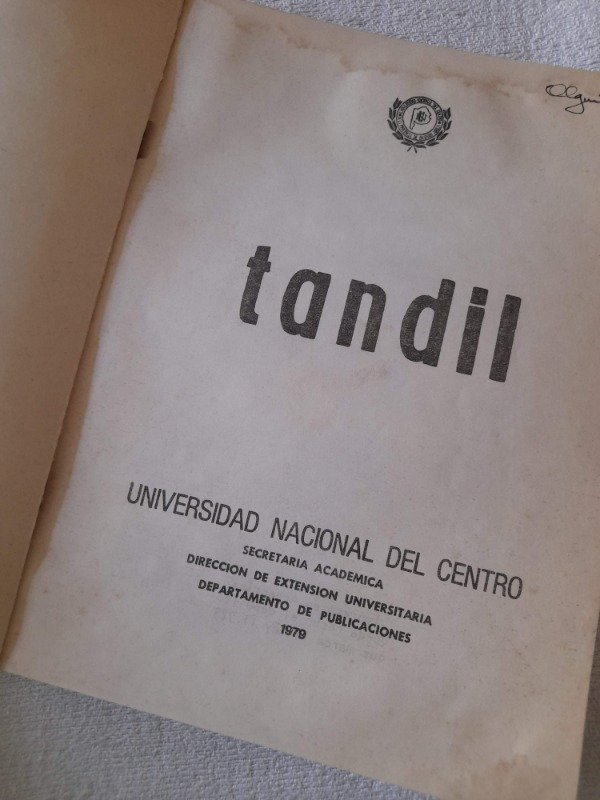 tandil
UNIVERSIDAD NACIONAL DEL CENTRO
SECRETARIA ACADEMICA
DIRECCION DE EXTENSION UNIVERSITARIA
DEPARTAMENTO DE PUBLICACIONES
1979